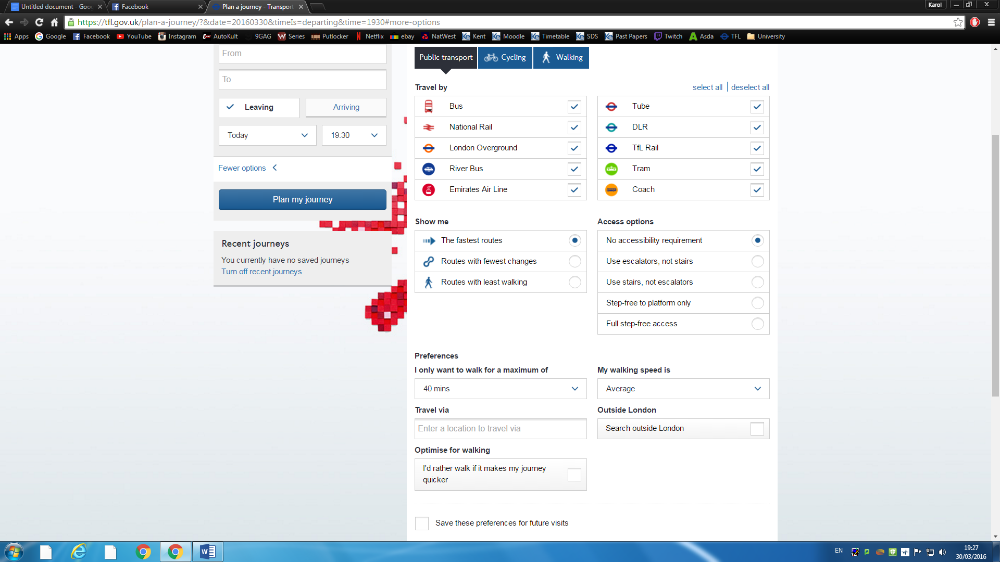 Untitled document - Goo
Facebook
Plan a journey - Transport
Karol
https://tfl.gov.uk/plan-a-journey/?&date=20160330&timeIs=departing&time=1930#more-options
Apps Google Facebook YouTube Instagram AutoKult 9GAG Series Putlocker Netflix ebay NatWest Kent Moodle Timetable SDS Past Papers Twitch Asda TFL University
From
To
Leaving
Arriving
Today
19:30
Fewer options
Plan my journey
Recent journeys
You currently have no saved journeys
Turn off recent journeys
Public transport
Cycling
Walking
Travel by
select all
deselect all
Bus
National Rail
London Overground
River Bus
Emirates Air Line
Tube
DLR
TfL Rail
Tram
Coach
Show me
The fastest routes
Routes with fewest changes
Routes with least walking
Access options
No accessibility requirement
Use escalators, not stairs
Use stairs, not escalators
Step-free to platform only
Full step-free access
Preferences
I only want to walk for a maximum of
40 mins
My walking speed is
Average
Travel via
Enter a location to travel via
Outside London
Search outside London
Optimise for walking
I'd rather walk if it makes my journey
quicker
Save these preferences for future visits
EN
19:27
30/03/2016